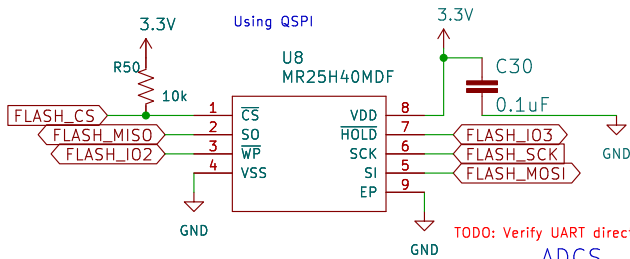 Using QSPI
3.3V
3.3V
R50
10k
U8
MR25H40MDF
C30
0.1uF
FLASH_CS
FLASH_MISO
FLASH_IO2
1
2
3
4
CS
SO
WP
VSS
VDD
HOLD
SCK
SI
EP
8
7
6
5
9
FLASH_IO3
FLASH_SCK
FLASH_MOSI
GND
GND
GND
TODO: Verify UART direct
ADCS